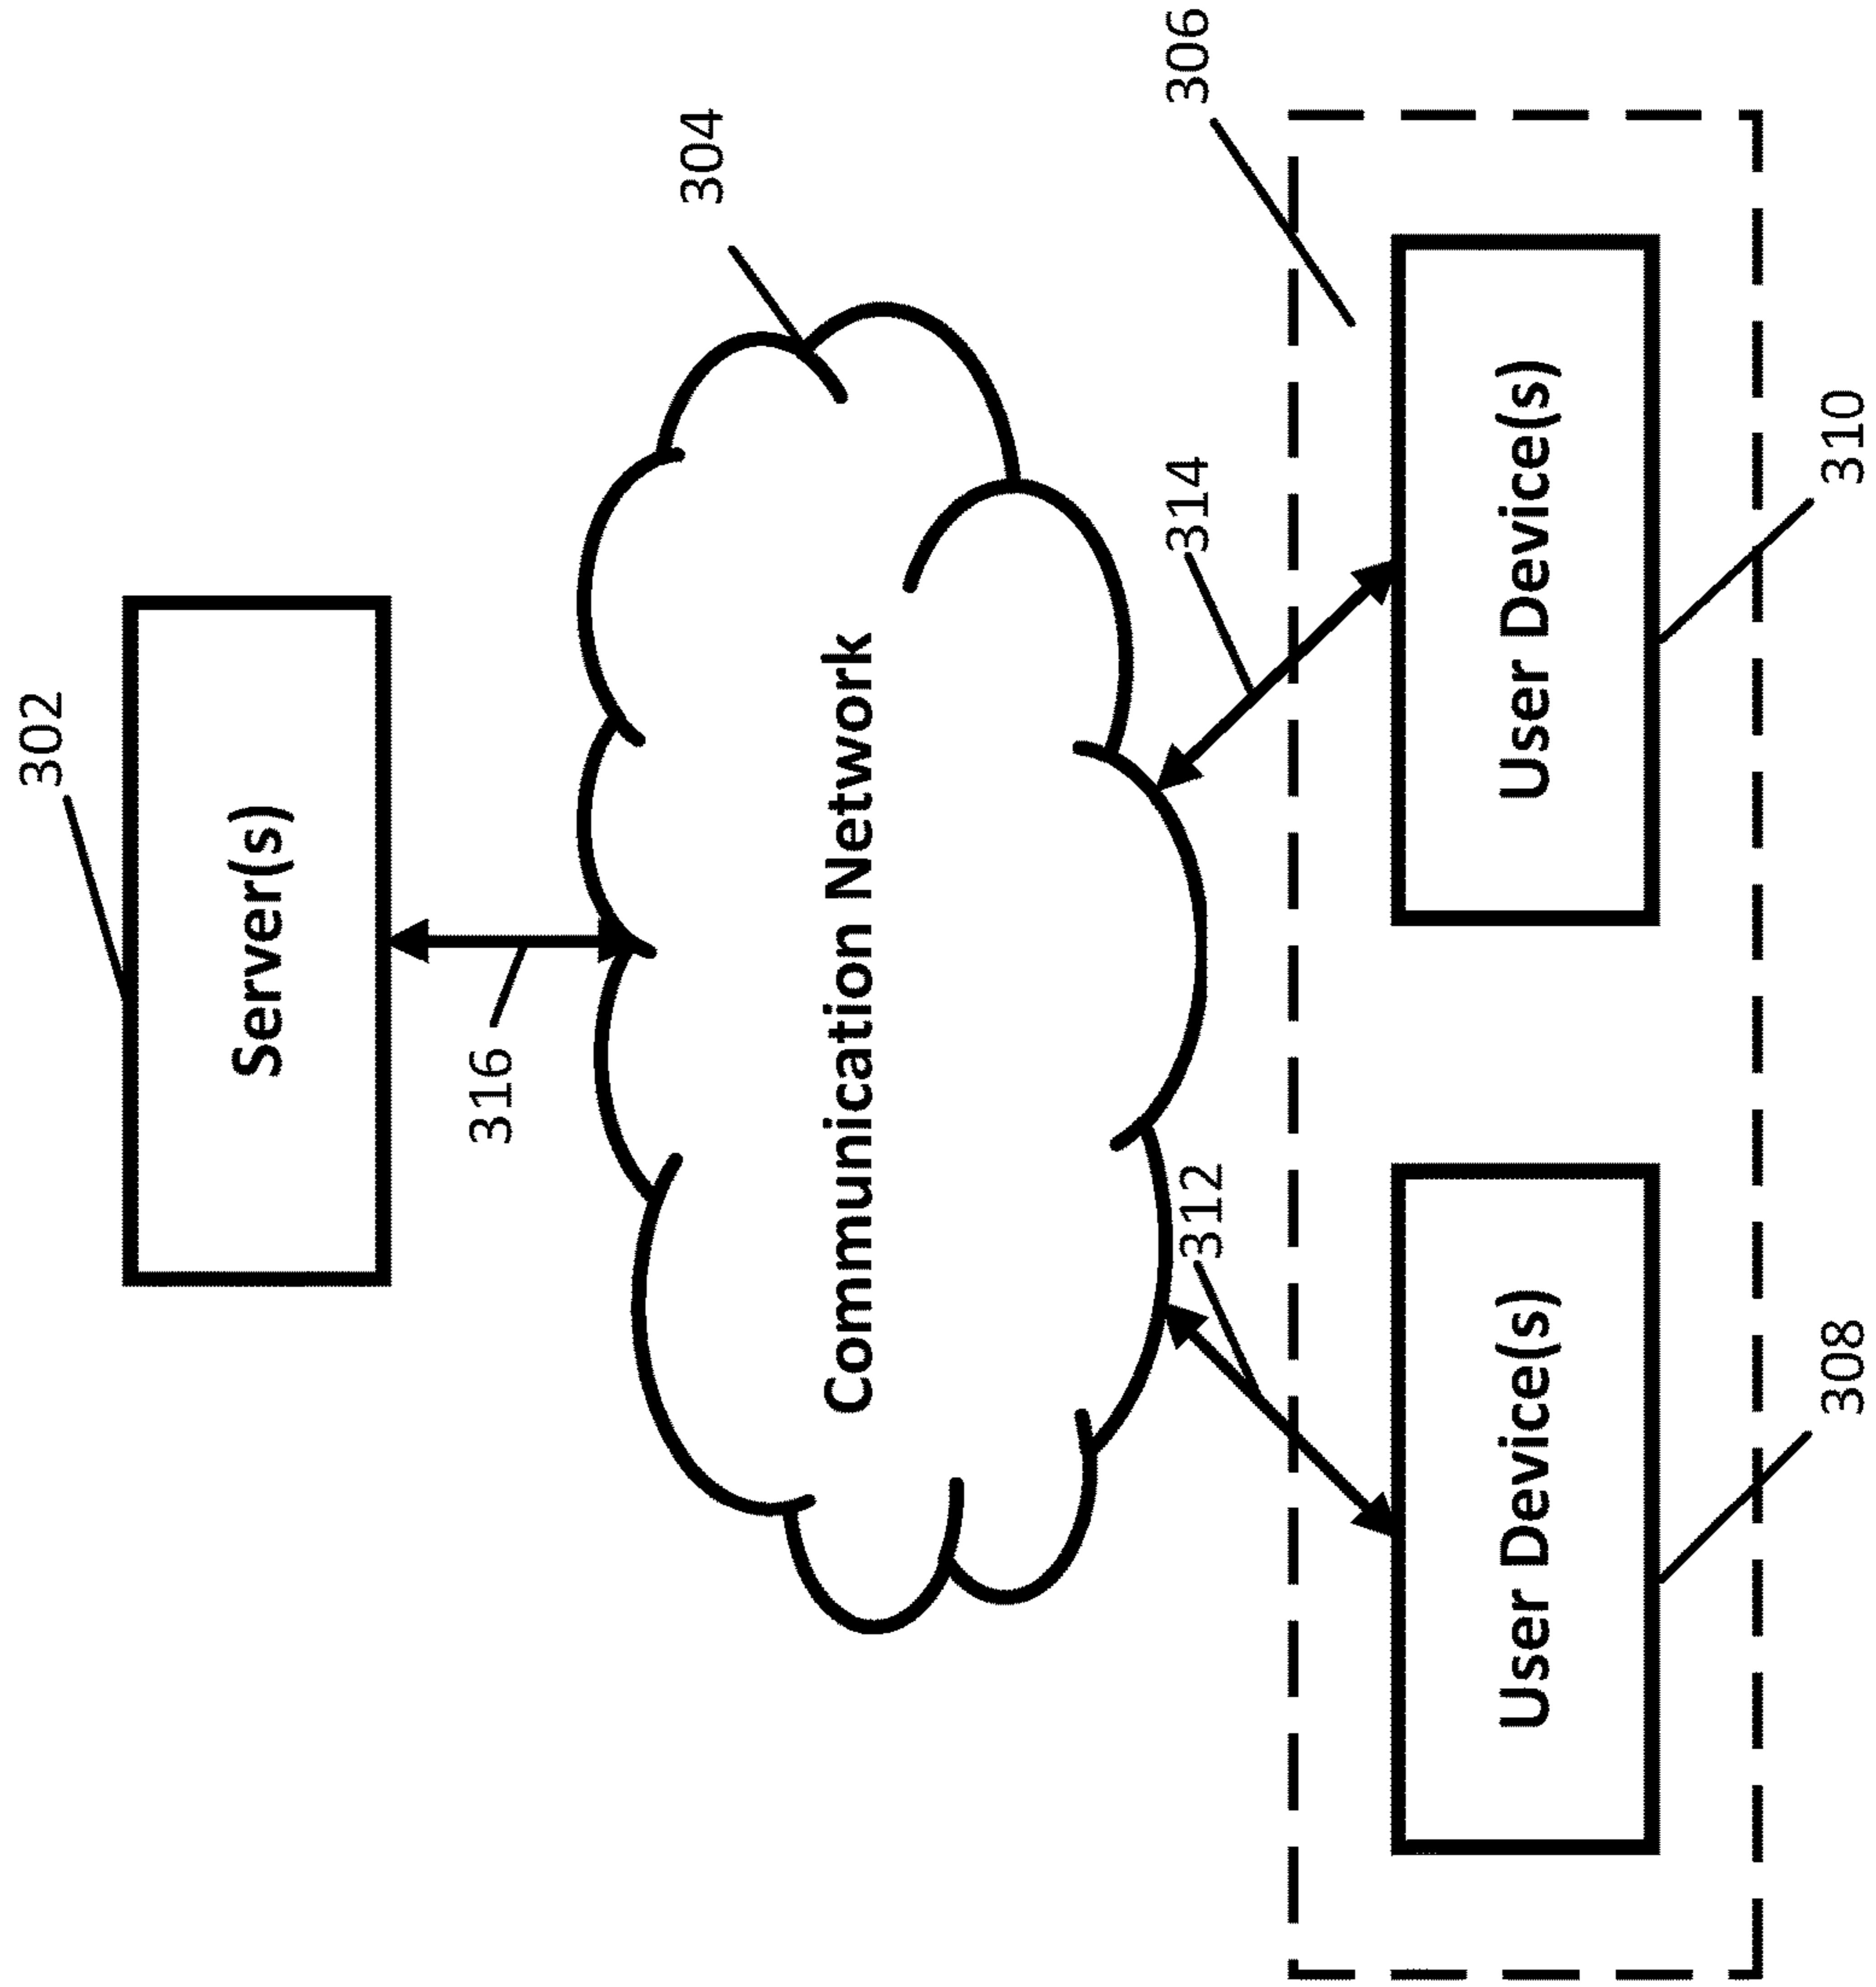 302
Server(s)
316
304
Communication Network
312
314
306
User Device(s)
User Device(s)
308
310